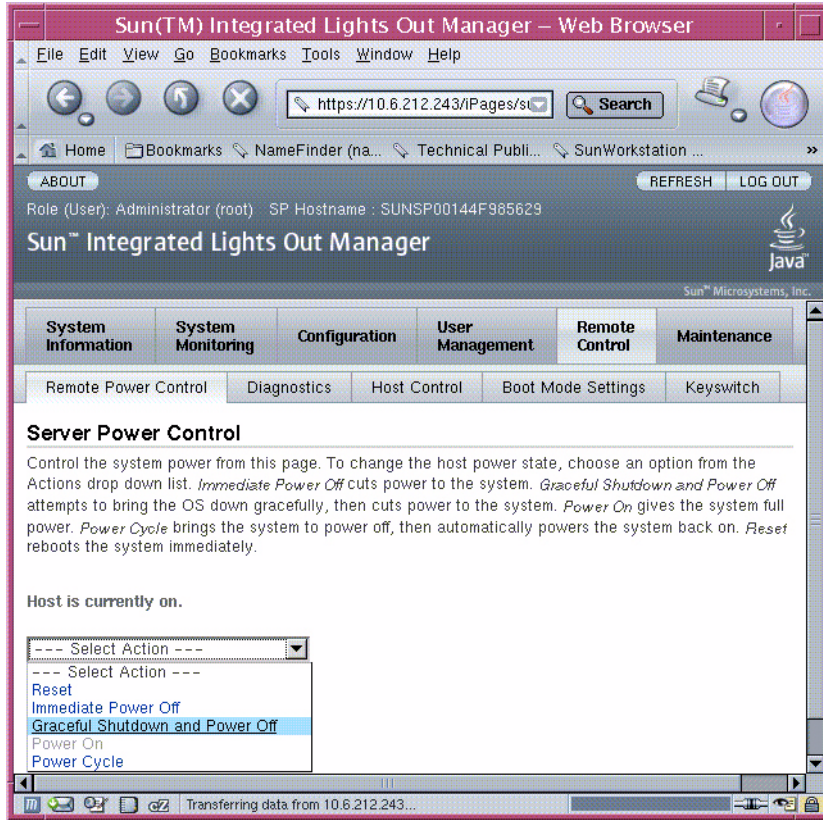 Sun(TM) Integrated Lights Out Manager – Web Browser
File Edit View Go Bookmarks Tools Window Help
https://10.6.212.243/iPages/su
Search
Home Bookmarks NameFinder (na... Technical Publi... SunWorkstation ... »
ABOUT REFRESH LOG OUT
Role (User): Administrator (root) SP Hostname : SUNSP00144F985629
Sun™ Integrated Lights Out Manager
Java™
Sun™ Microsystems, Inc.
System Information System Monitoring Configuration User Management Remote Control Maintenance
Remote Power Control Diagnostics Host Control Boot Mode Settings Keyswitch
Server Power Control
Control the system power from this page. To change the host power state, choose an option from the
Actions drop down list. Immediate Power Off cuts power to the system. Graceful Shutdown and Power Off
attempts to bring the OS down gracefully, then cuts power to the system. Power On gives the system full
power. Power Cycle brings the system to power off, then automatically powers the system back on. Reset
reboots the system immediately.
Host is currently on.
--- Select Action ---
--- Select Action ---
Reset
Immediate Power Off
Graceful Shutdown and Power Off
Power On
Power Cycle
Transferring data from 10.6.212.243...